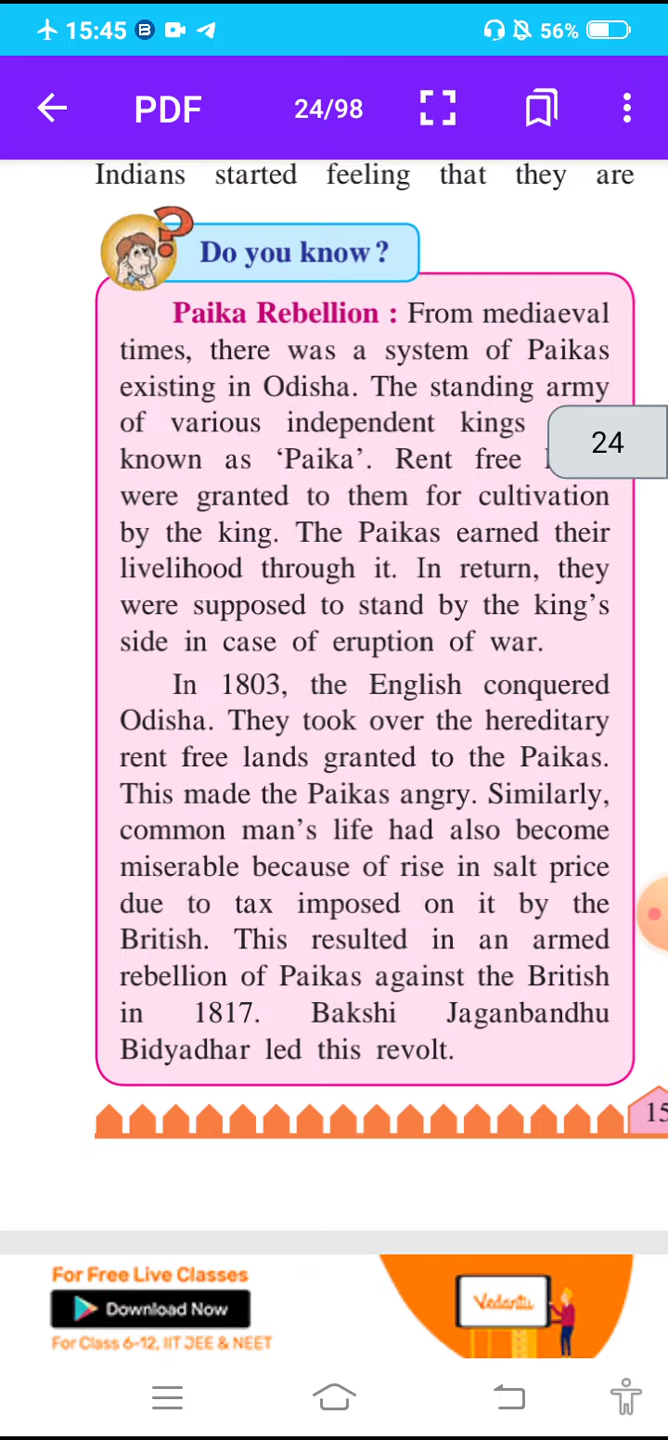 15:45 B 56%
PDF 24/98
Indians started feeling that they are
Do you know ?
Paika Rebellion : From mediaeval
times, there was a system of Paikas
existing in Odisha. The standing army
of various independent kings
24
known as ‘Paika’. Rent free
were granted to them for cultivation
by the king. The Paikas earned their
livelihood through it. In return, they
were supposed to stand by the king’s
side in case of eruption of war.
In 1803, the English conquered
Odisha. They took over the hereditary
rent free lands granted to the Paikas.
This made the Paikas angry. Similarly,
common man’s life had also become
miserable because of rise in salt price
due to tax imposed on it by the
British. This resulted in an armed
rebellion of Paikas against the British
in 1817. Bakshi Jaganbandhu
Bidyadhar led this revolt.
15
For Free Live Classes
Download Now
For Class 6-12, IIT JEE & NEET
Vedantu